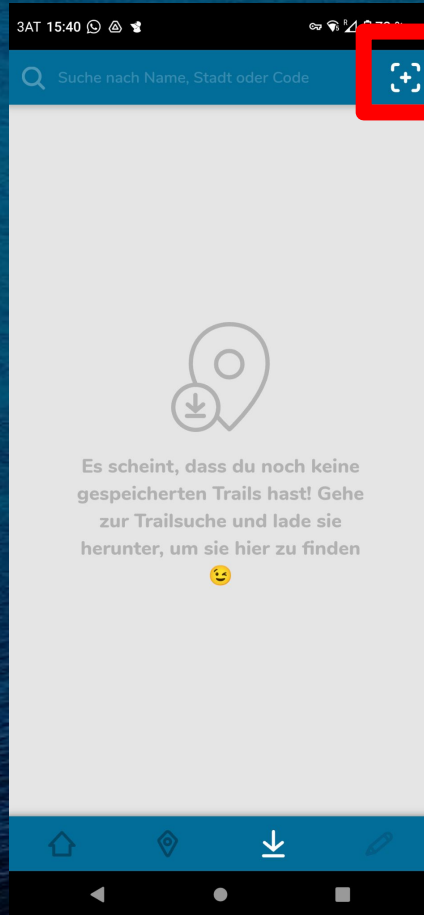 3AT 15:40
Suche nach Name, Stadt oder Code
Es scheint, dass du noch keine
gespeicherten Trails hast! Gehe
zur Trailsuche und lade sie
herunter, um sie hier zu finden
😉